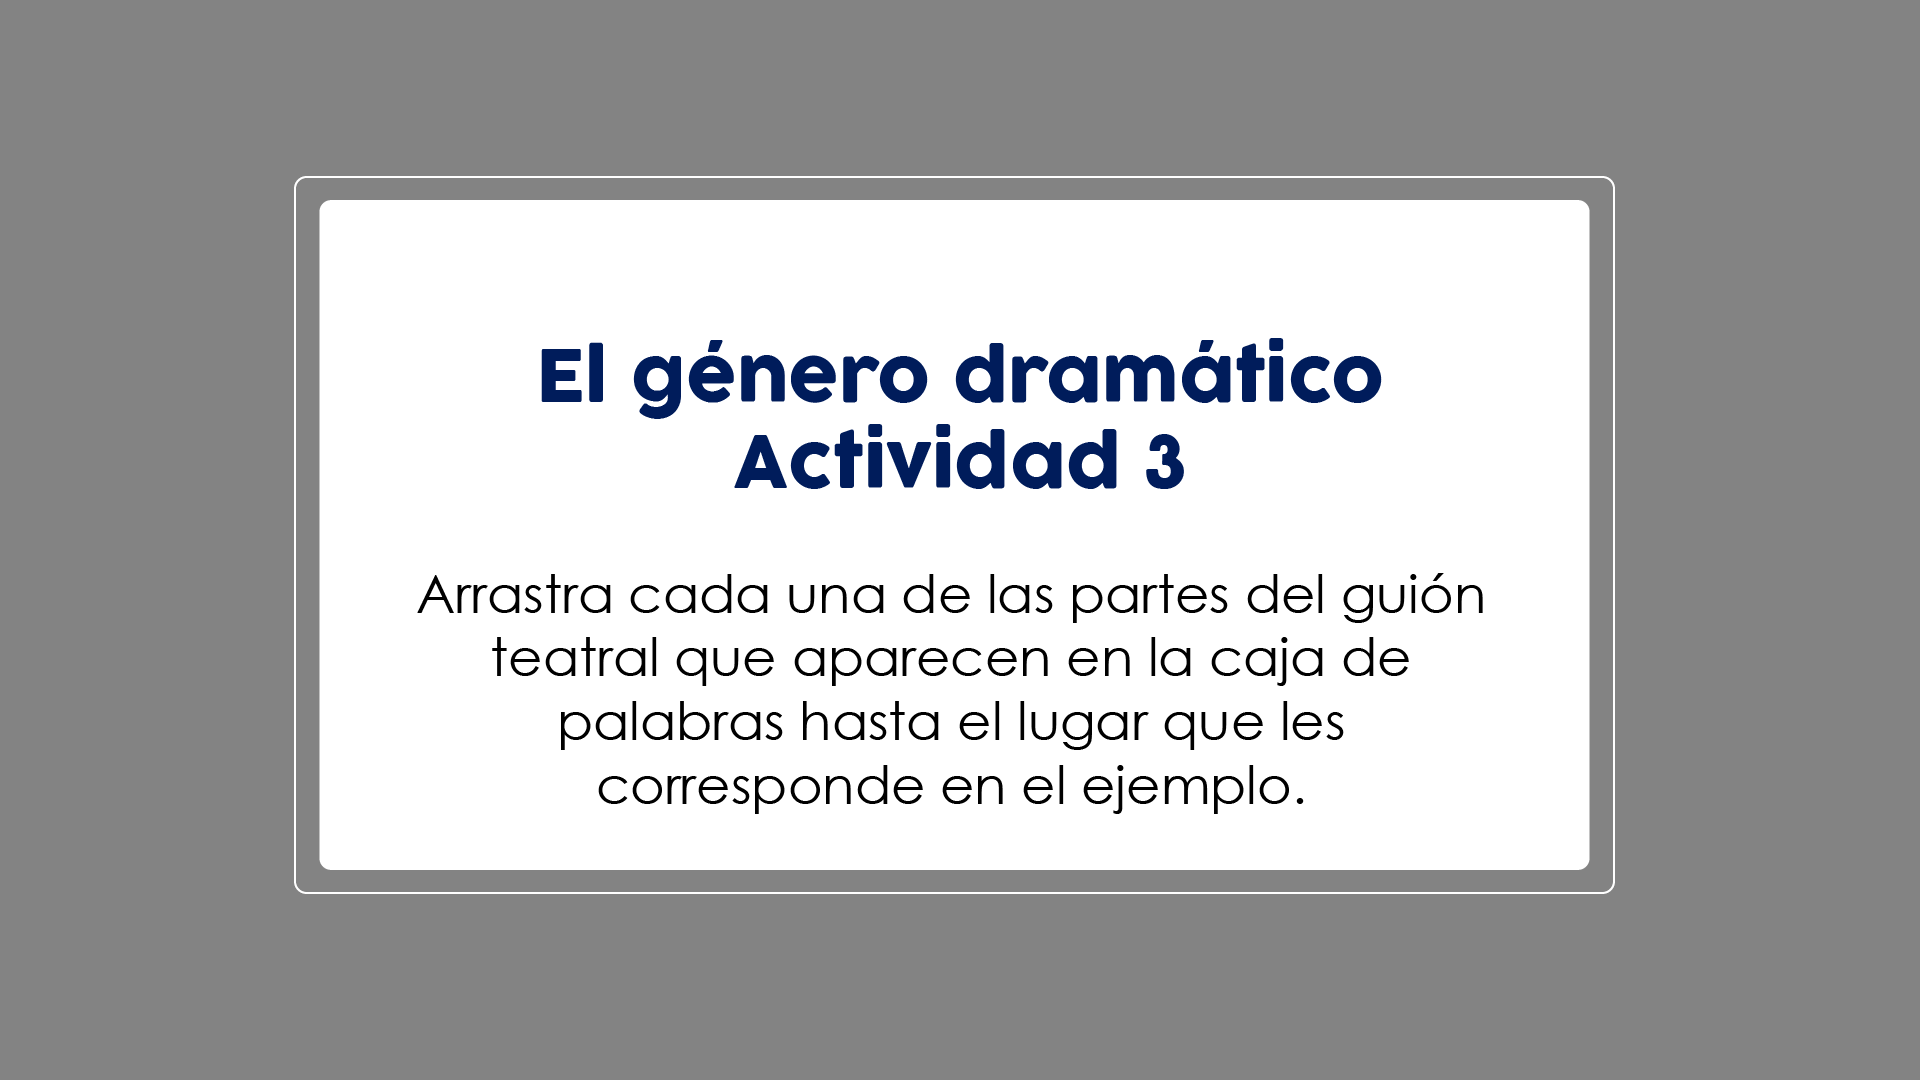 El género dramático
Actividad 3
Arrastra cada una de las partes del guión
teatral que aparecen en la caja de
palabras hasta el lugar que les
corresponde en el ejemplo.